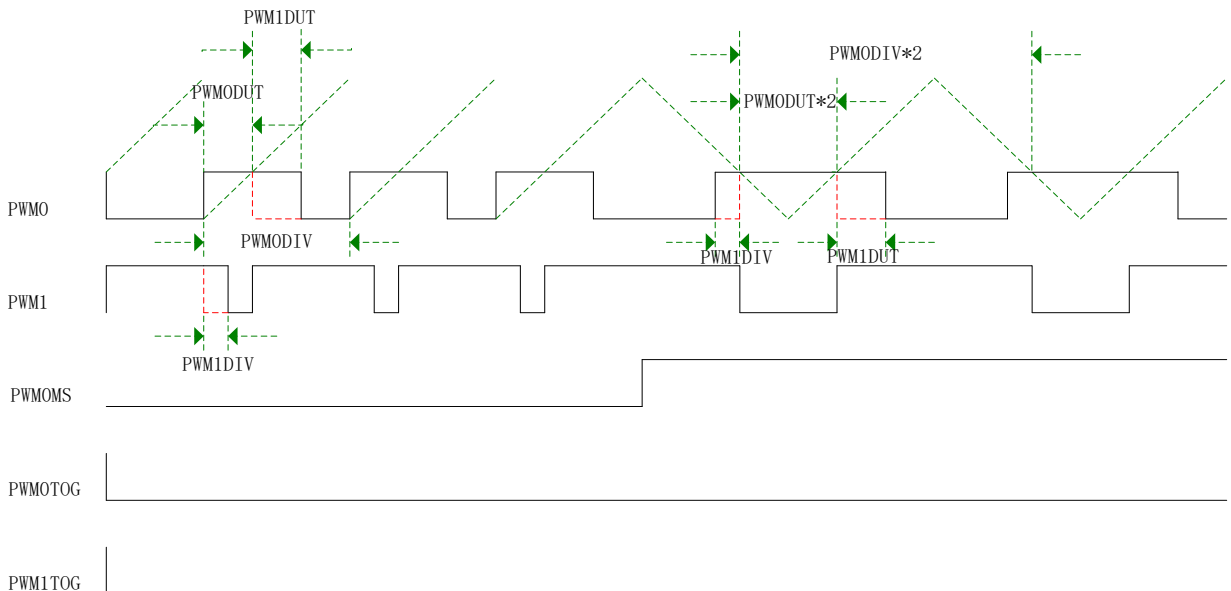 PWM1DUT
PWM0DIV*2
PWM0DUT
PWM0DUT*2
PWM0
PWM0DIV
PWM1DIV
PWM1DUT
PWM1
PWM1DIV
PWM0MS
PWM0TOG
PWM1TOG